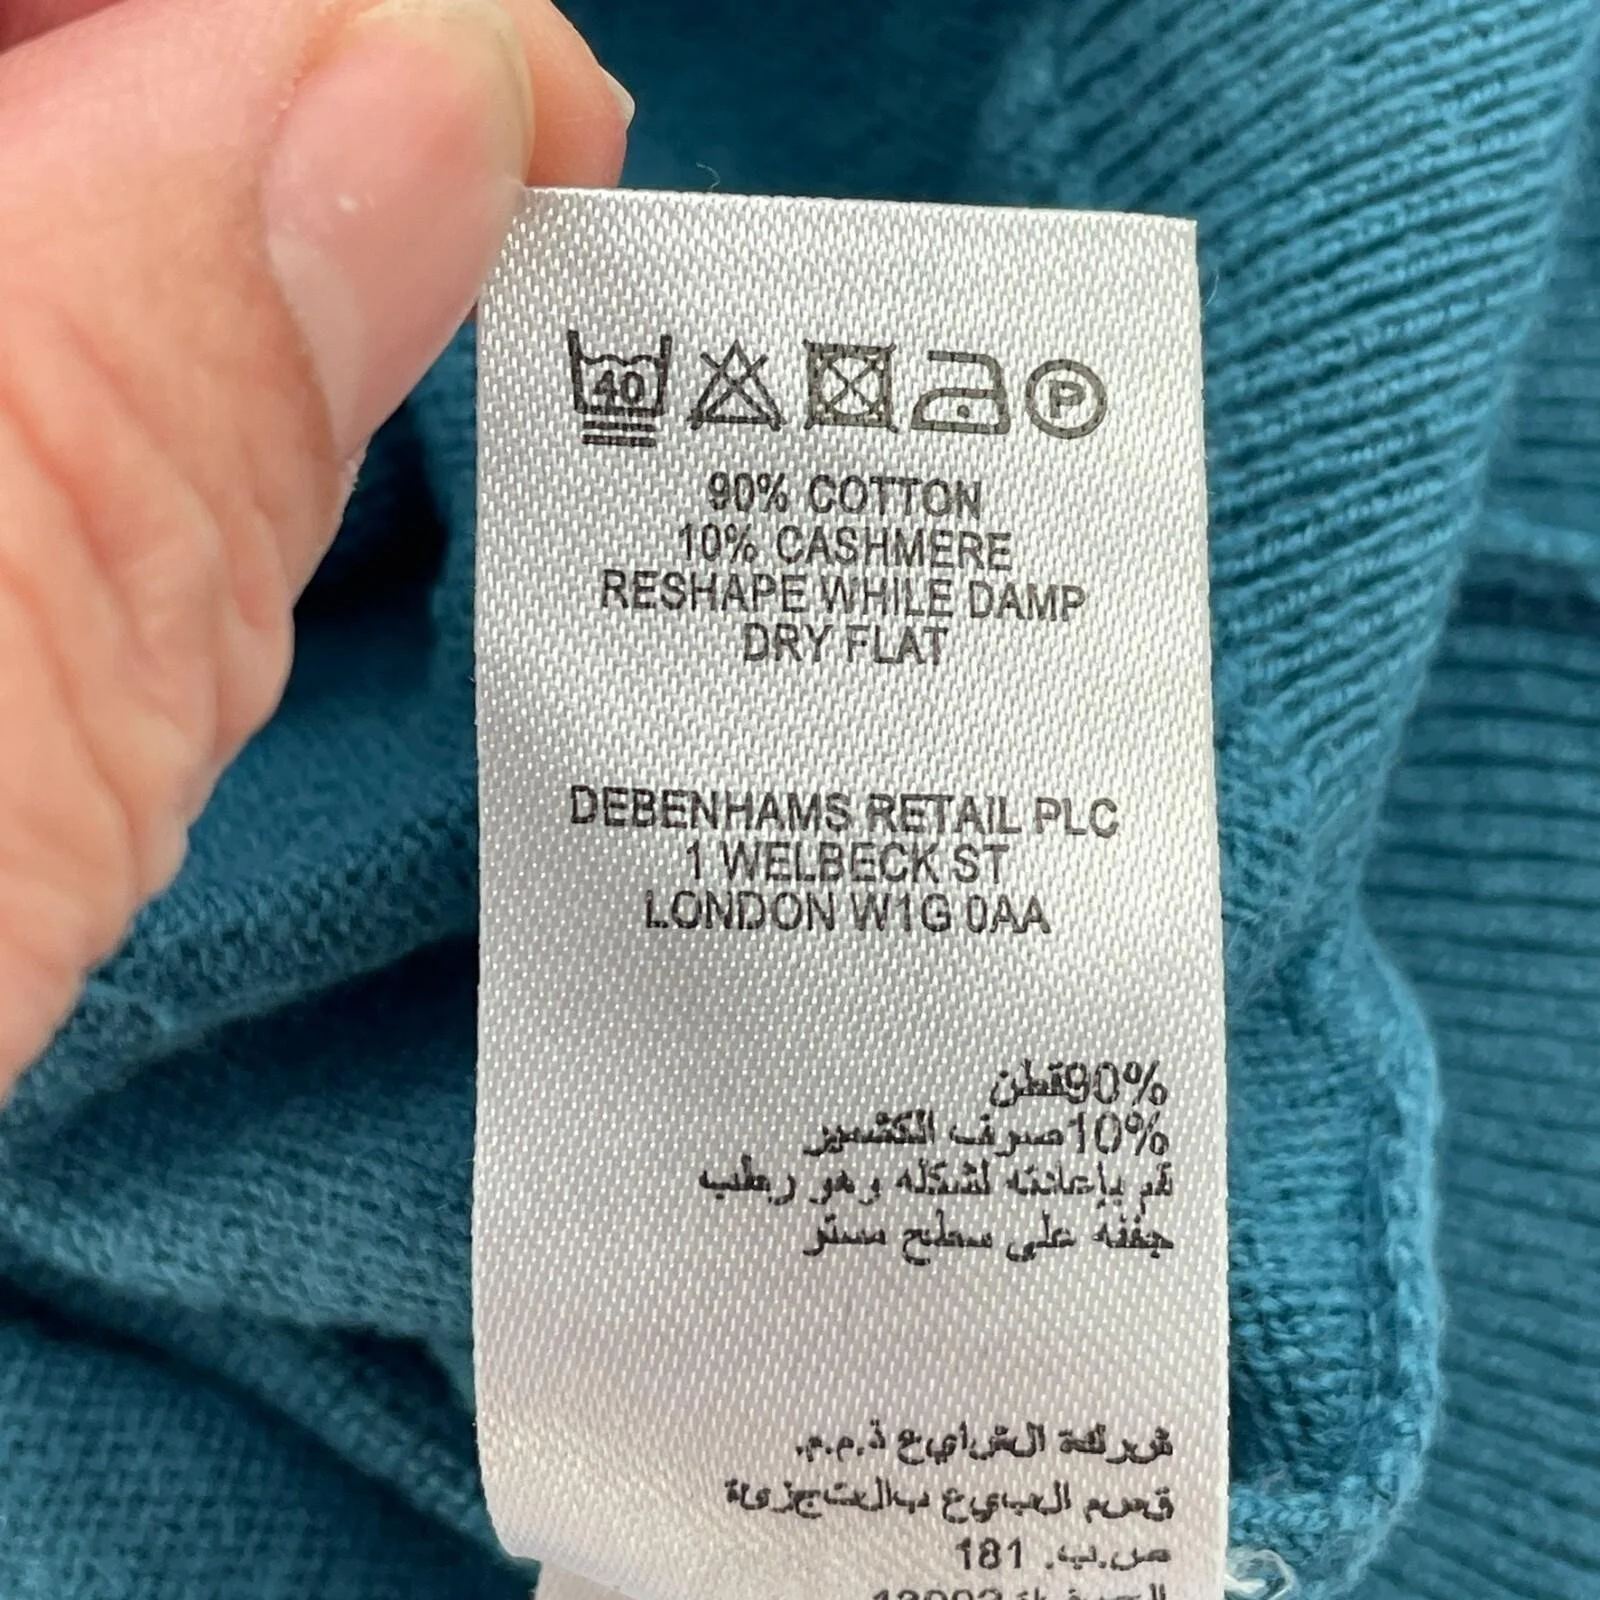 40
P
90% COTTON
10% CASHMERE
RESHAPE WHILE DAMP
DRY FLAT
DEBENHAMS RETAIL PLC
1 WELBECK ST
LONDON W1G 0AA
90%قطن
10%صوف الكشمير
قم بإعادته لشكله وهو رطب
جففه على سطح مستو
شركة الشايع ذ.م.م.
قسم البيع بالتجزئة
ص.ب. 181